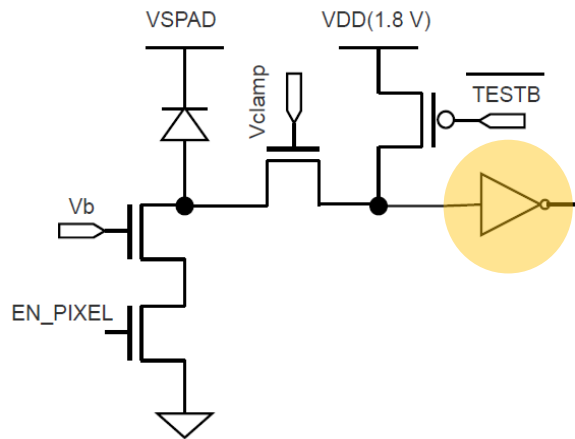 VSPAD
VDD(1.8 V)
Vclamp
TESTB
Vb
EN_PIXEL